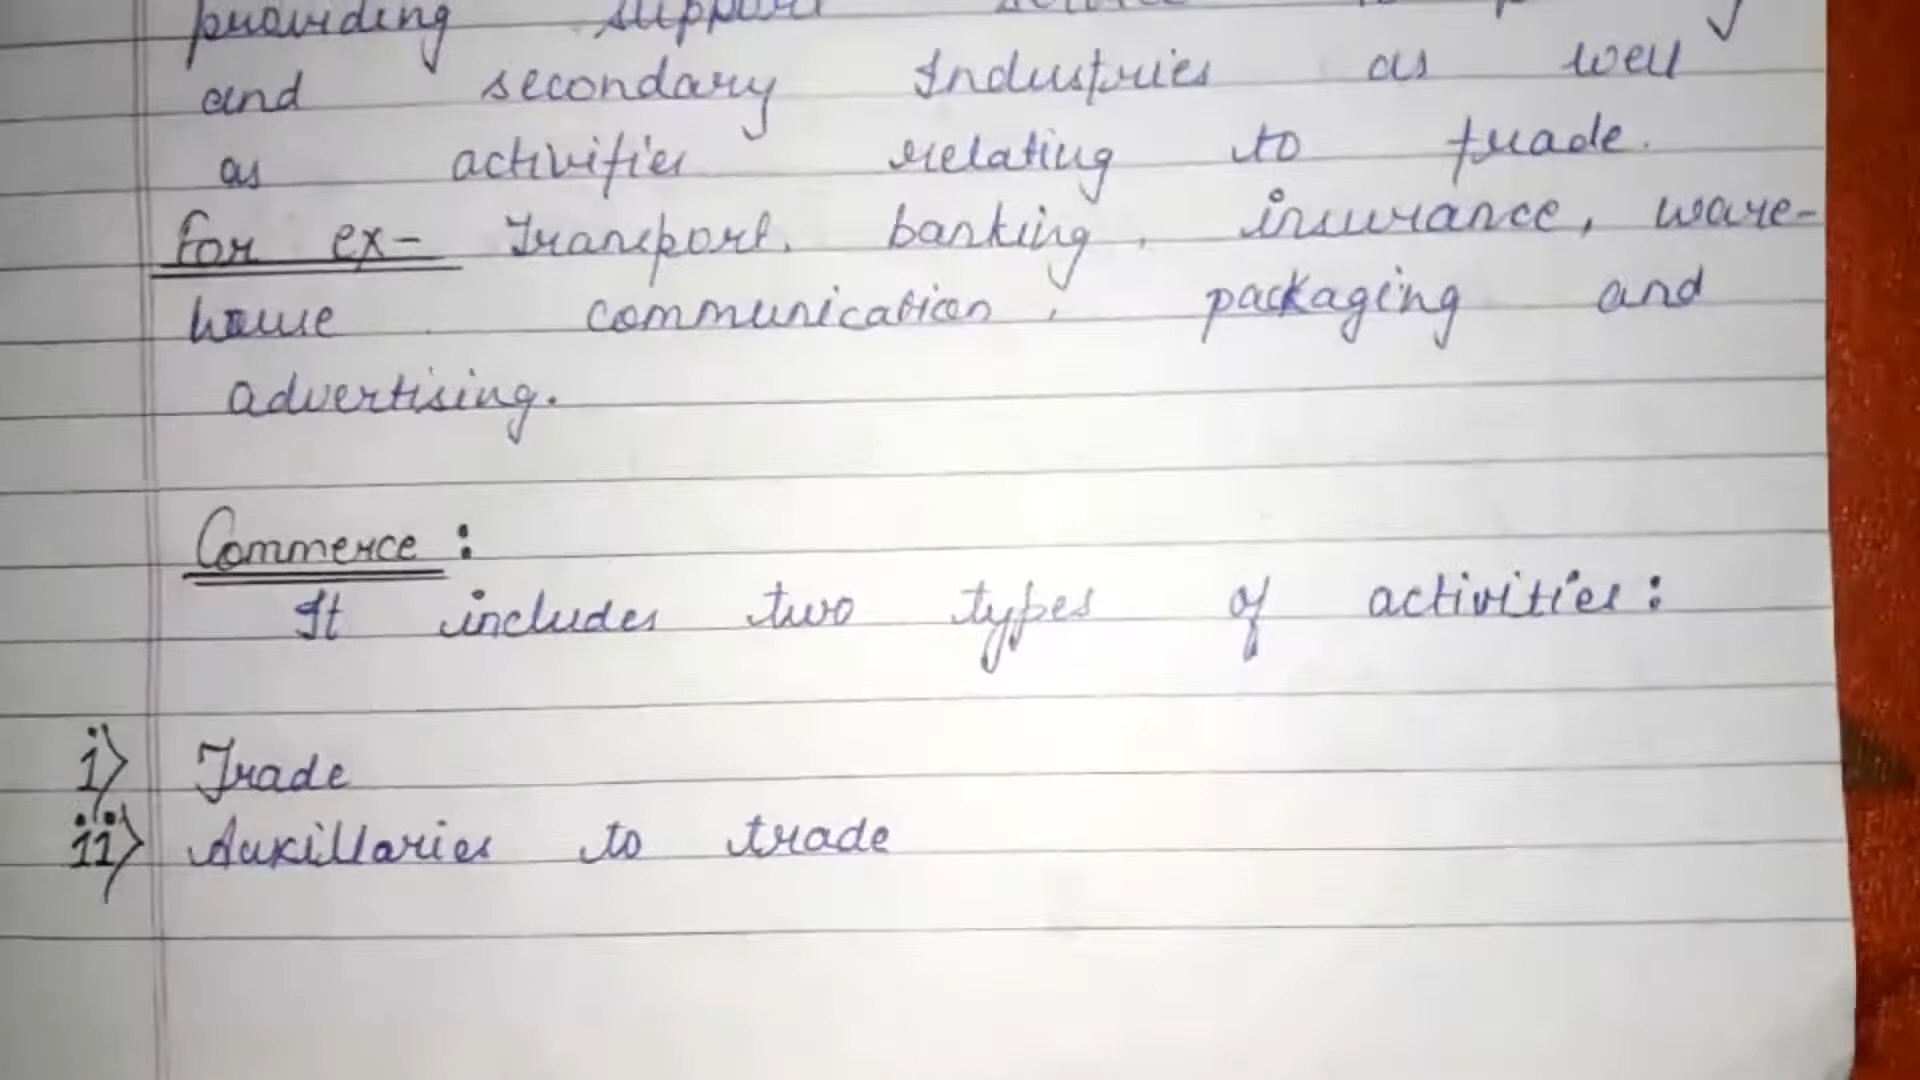 providing support
and secondary Industries as well
as activities relating to trade.
For ex- Transport, banking, insurance, ware-
house communication, packaging and
advertising.
Commerce :
It includes two types of activities :
i) Trade
ii) Auxillaries to trade